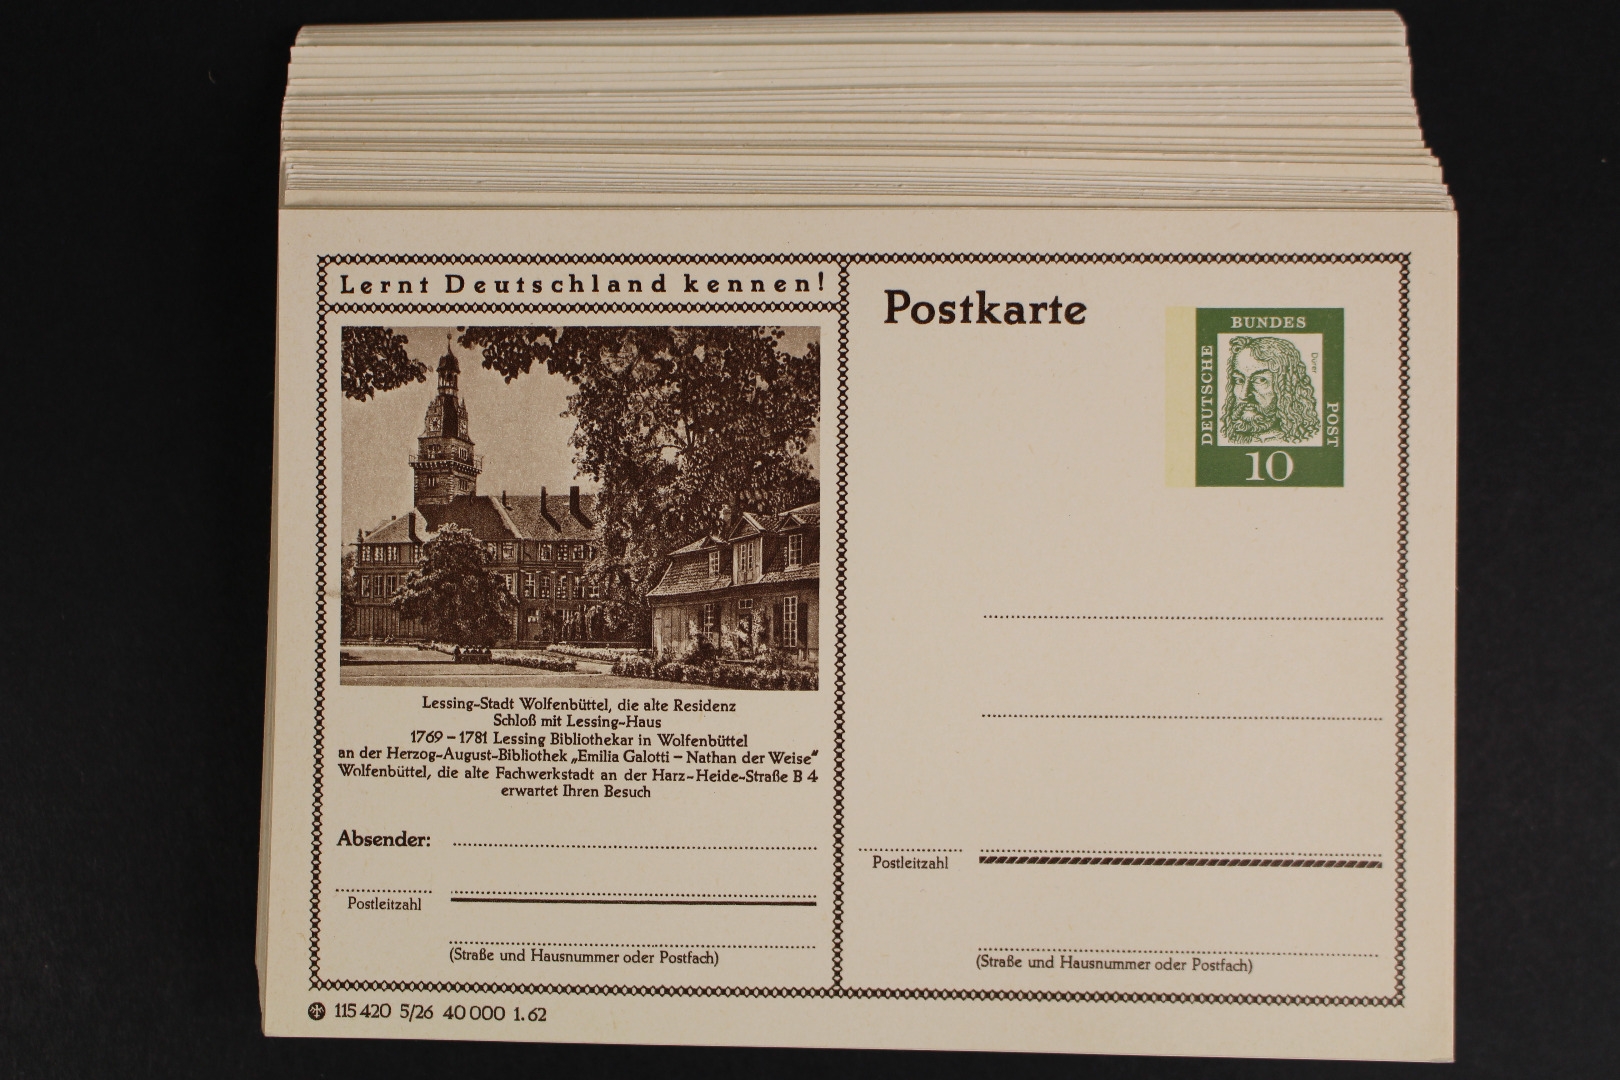 Lernt Deutschland kennen!
Lessing-Stadt Wolfenbüttel, die alte Residenz
Schloß mit Lessing-Haus
1769 – 1781 Lessing Bibliothekar in Wolfenbüttel
an der Herzog-August-Bibliothek „Emilia Galotti – Nathan der Weise"
Wolfenbüttel, die alte Fachwerkstadt an der Harz-Heide-Straße B 4
erwartet Ihren Besuch
Absender:
Postleitzahl
(Straße und Hausnummer oder Postfach)
115 420 5/26 40 000 1.62
Postkarte
DEUTSCHE
BUNDES
POST
Dürer
10
Postleitzahl
(Straße und Hausnummer oder Postfach)